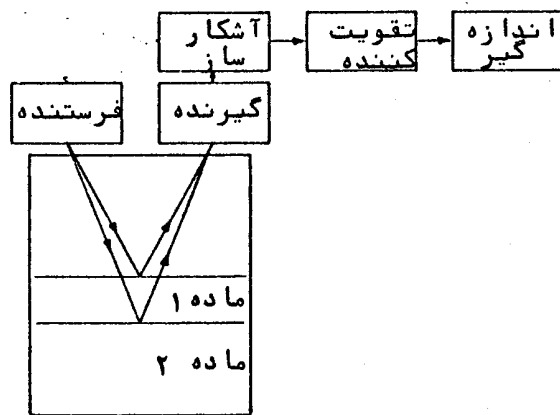 آشکار
ساز
تقویت
کننده
اندازه
گیر
فرستنده
گیرنده
ماده ۱
ماده ۲